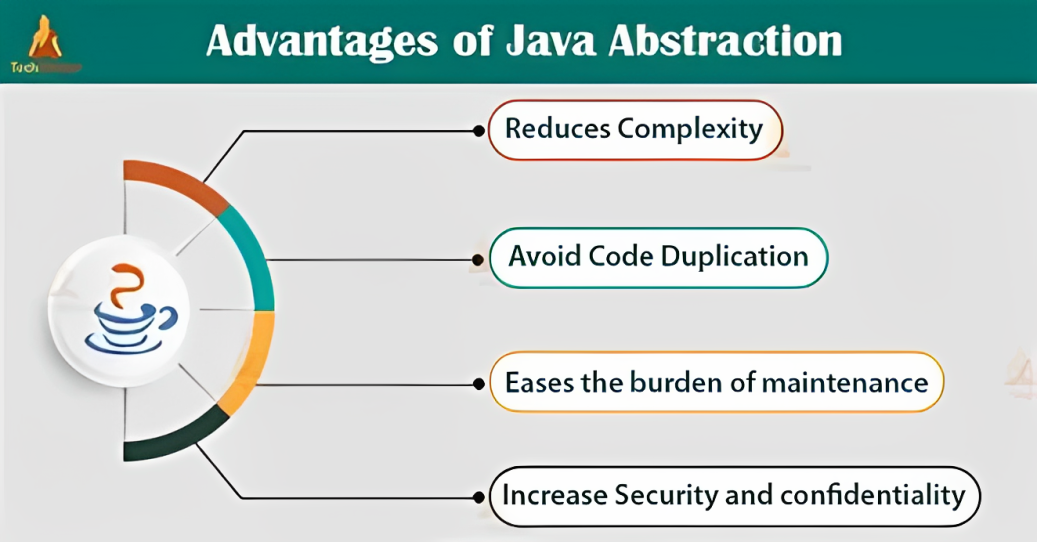 Advantages of Java Abstraction
Reduces Complexity
Avoid Code Duplication
Eases the burden of maintenance
Increase Security and confidentiality